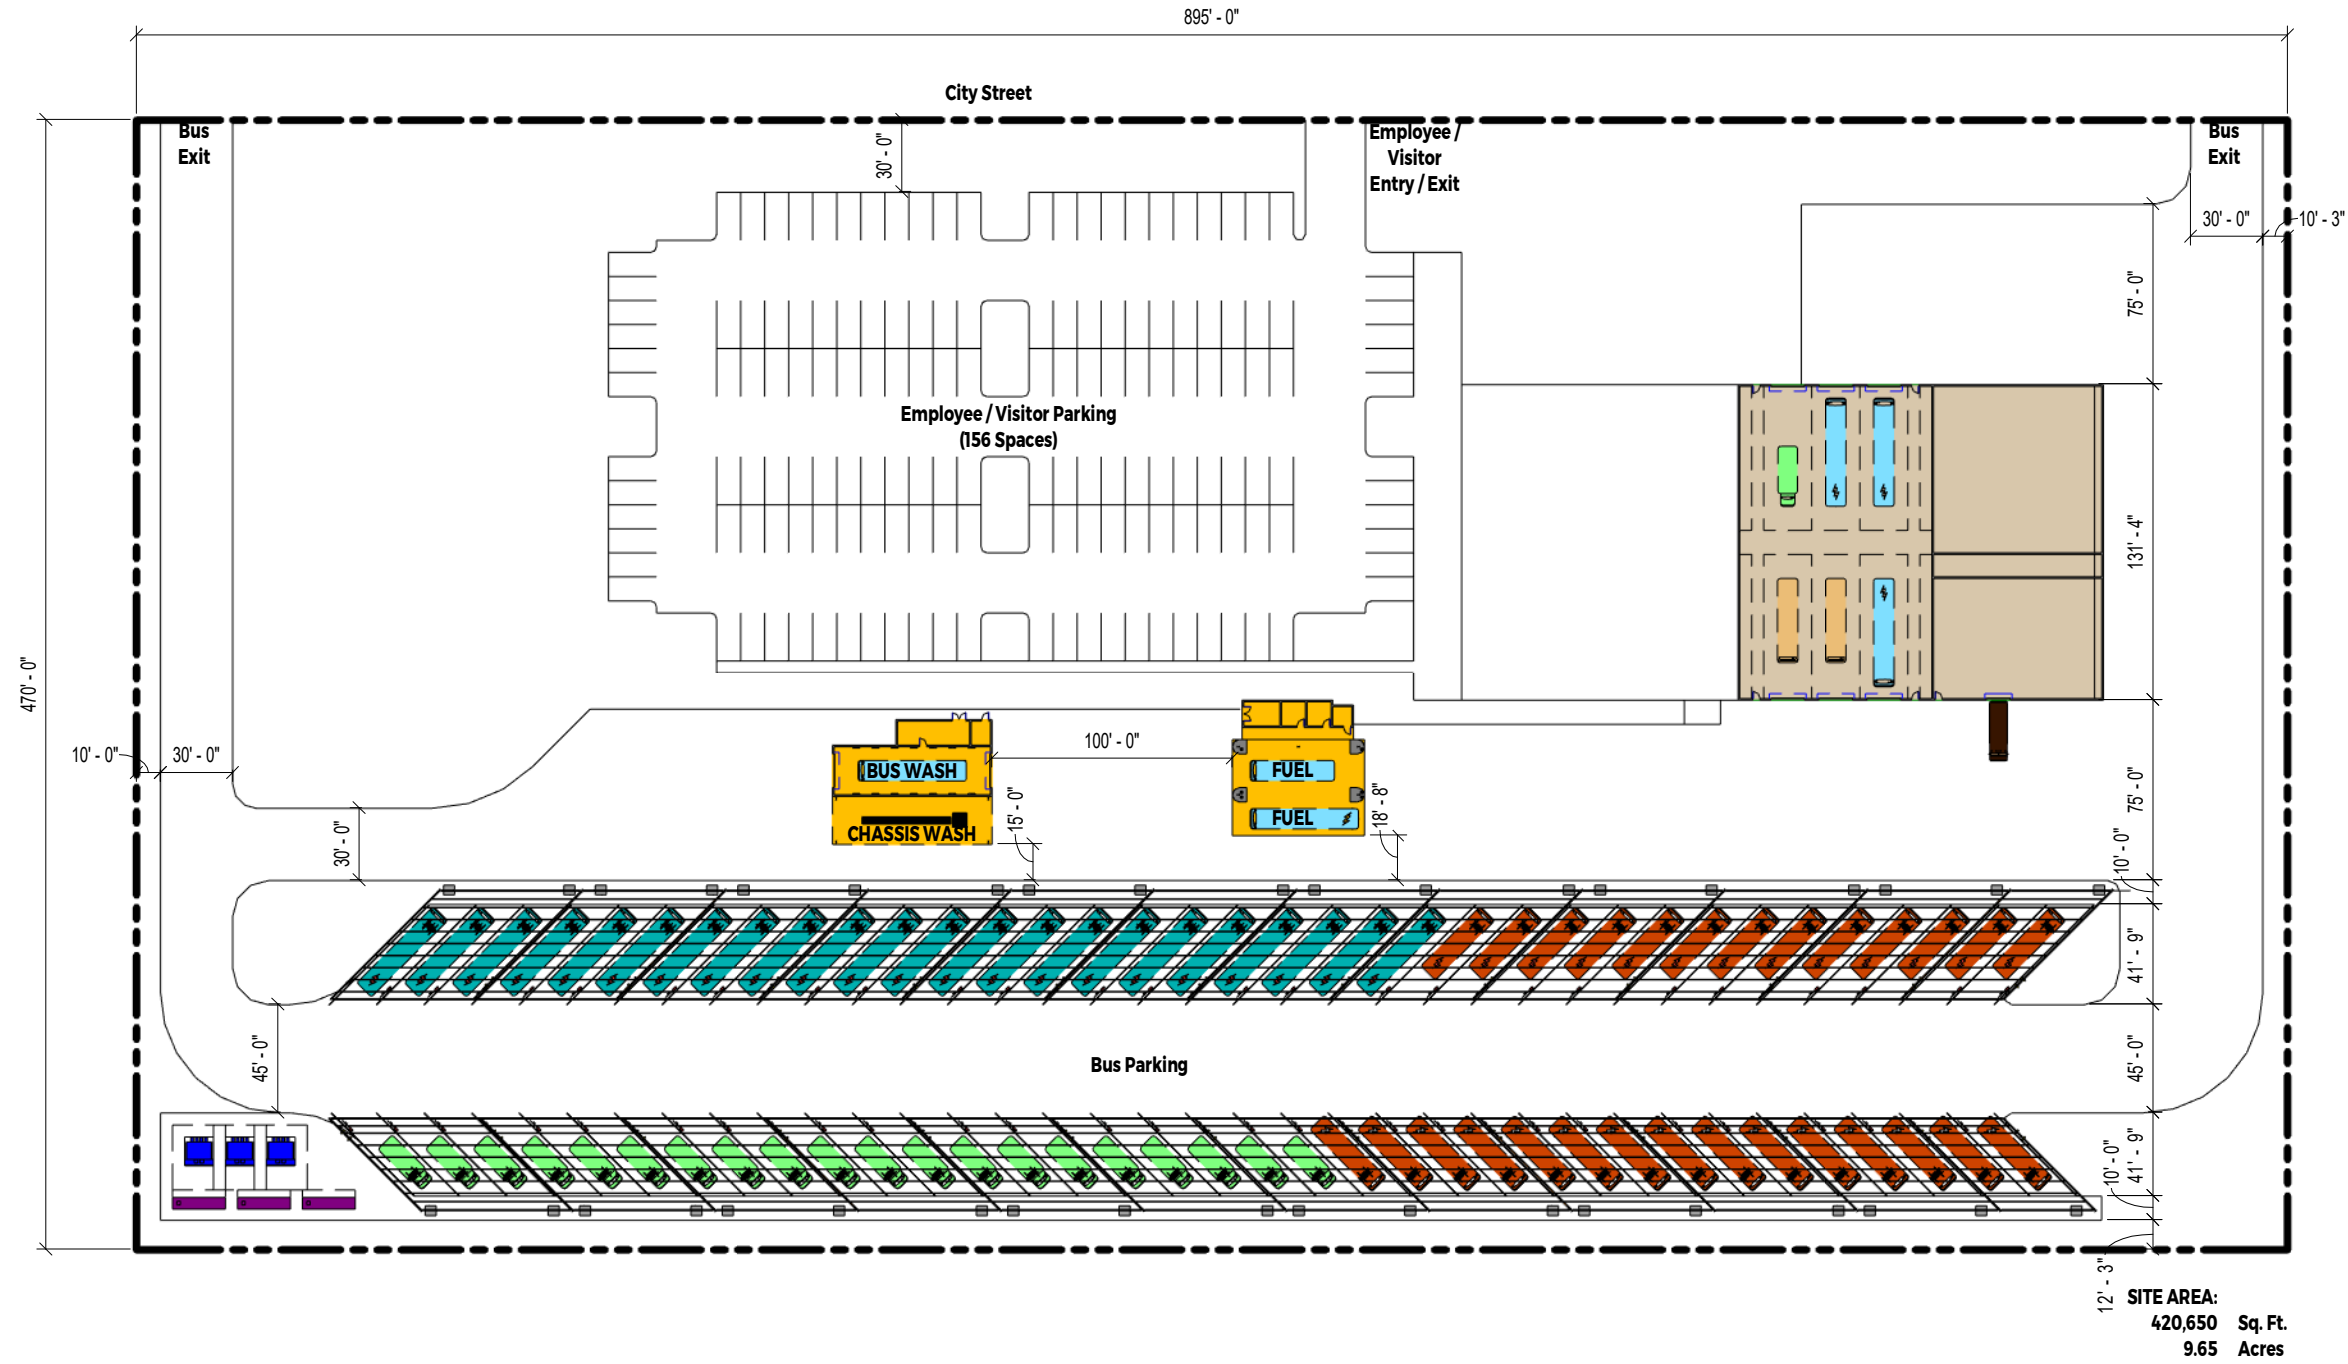 895' - 0"
City Street
Bus
Exit
30' - 0"
Employee /
Visitor
Entry / Exit
Bus
Exit
30' - 0"
10' - 3"
75' - 0"
Employee / Visitor Parking
(156 Spaces)
131' - 4"
470' - 0"
10' - 0"
30' - 0"
100' - 0"
BUS WASH
FUEL
75' - 0"
15' - 0"
18' - 8"
FUEL
CHASSIS WASH
30' - 0"
10' - 0"
41' - 9"
45' - 0"
Bus Parking
45' - 0"
10' - 0"
41' - 9"
12' - 3"
SITE AREA:
420,650 Sq. Ft.
9.65 Acres